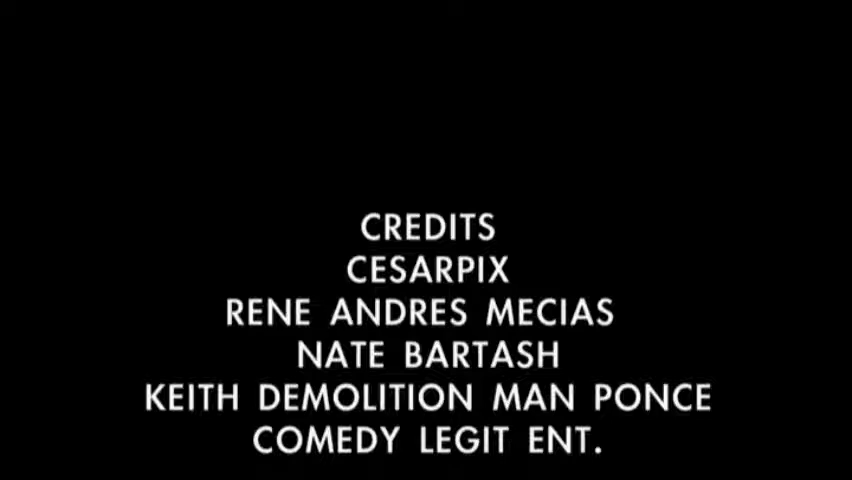 CREDITS
CESARPIX
RENE ANDRES MECIAS
NATE BARTASH
KEITH DEMOLITION MAN PONCE
COMEDY LEGIT ENT.